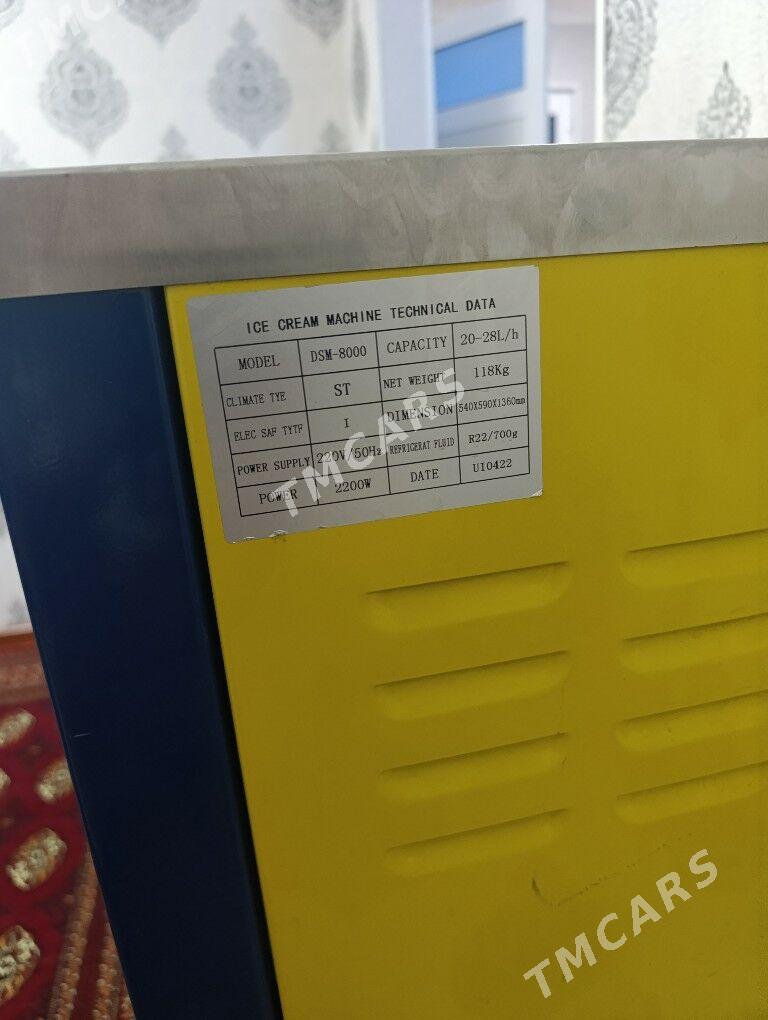 TMCARS
ICE CREAM MACHINE TECHNICAL DATA
MODEL DSM-8000 CAPACITY 20-28L/h
CLIMATE TYE ST NET WEIGHT 118Kg
ELEC SAF TYTF I DIMENSION 540X590X1360mm
POWER SUPPLY 220V/50Hz REFRIGERAT FLUID R22/700g
POWER 2200W DATE U10422
TMCARS
TMCARS